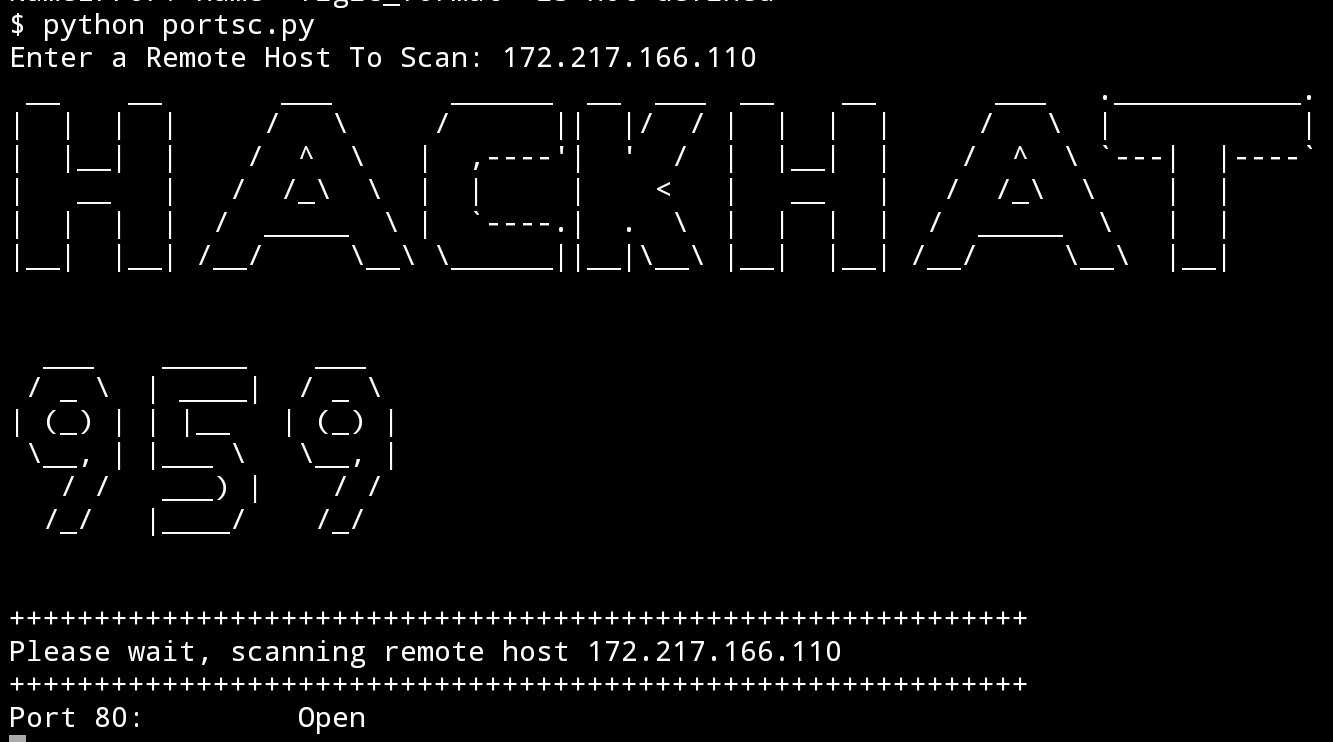 $ python portsc.py
Enter a Remote Host To Scan: 172.217.166.110
HACKHAT
959
++++++++++++++++++++++++++++++++++++++++++++++++++++++++++++
Please wait, scanning remote host 172.217.166.110
++++++++++++++++++++++++++++++++++++++++++++++++++++++++++++
Port 80: Open